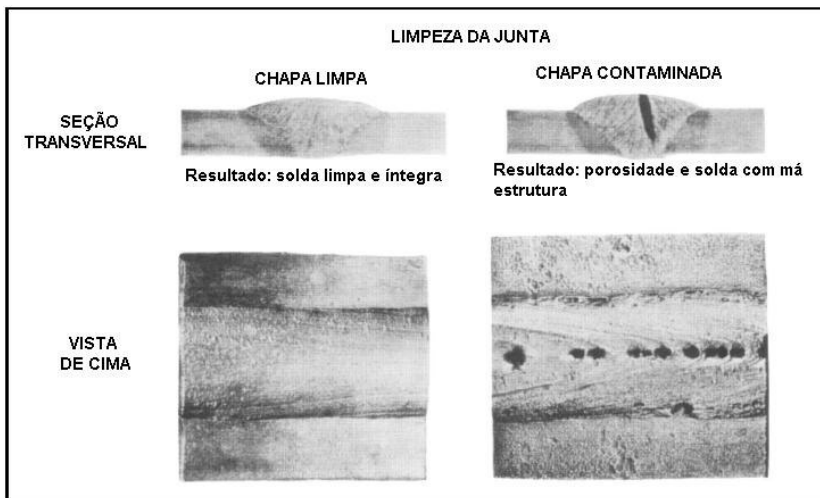 LIMPEZA DA JUNTA
CHAPA LIMPA
CHAPA CONTAMINADA
SEÇÃO
TRANSVERSAL
Resultado: solda limpa e íntegra
Resultado: porosidade e solda com má
estrutura
VISTA
DE CIMA